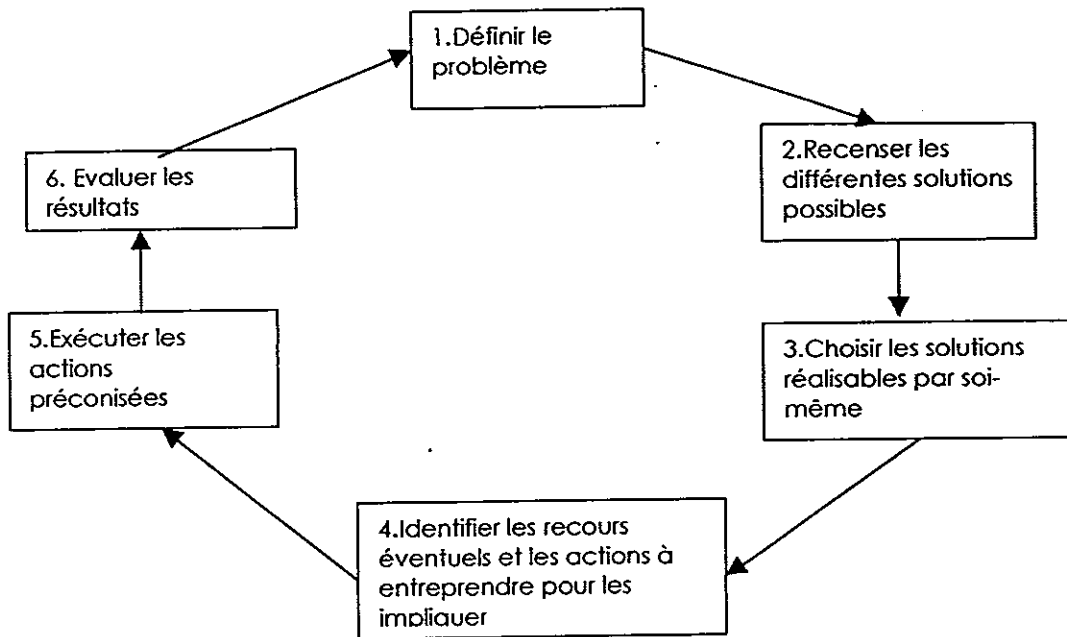 1.Définir le
problème
2.Recenser les
différentes solutions
possibles
3.Choisir les solutions
réalisables par soi-
même
4.Identifier les recours
éventuels et les actions à
entreprendre pour les
impliquer
5.Exécuter les
actions
préconisées
6. Evaluer les
résultats